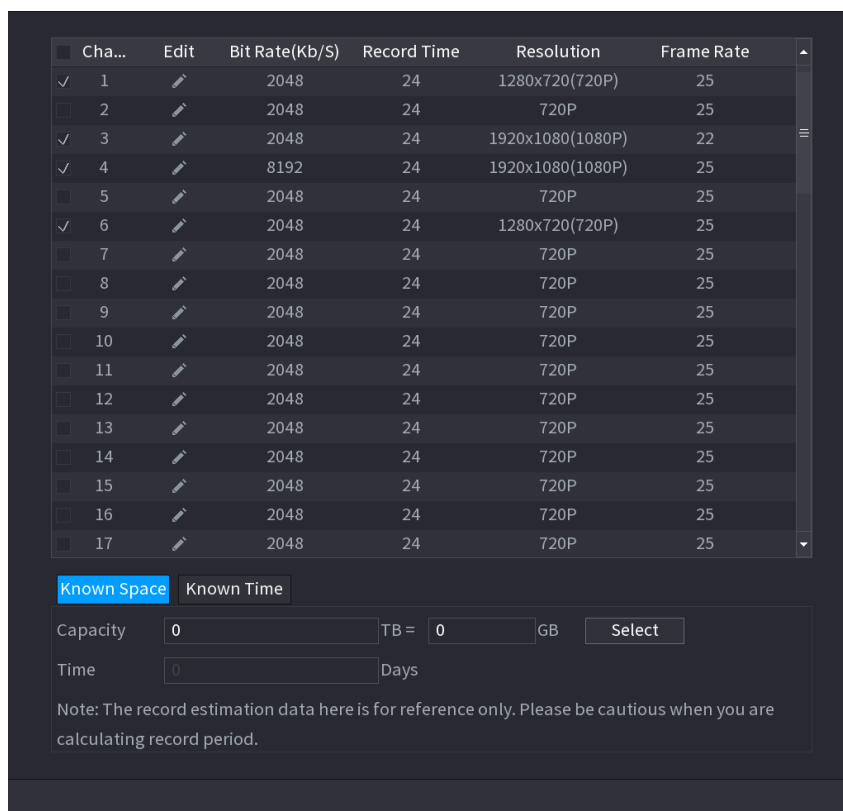 Cha... Edit Bit Rate(Kb/S) Record Time Resolution Frame Rate
1 2048 24 1280x720(720P) 25
2 2048 24 720P 25
3 2048 24 1920x1080(1080P) 22
4 8192 24 1920x1080(1080P) 25
5 2048 24 720P 25
6 2048 24 1280x720(720P) 25
7 2048 24 720P 25
8 2048 24 720P 25
9 2048 24 720P 25
10 2048 24 720P 25
11 2048 24 720P 25
12 2048 24 720P 25
13 2048 24 720P 25
14 2048 24 720P 25
15 2048 24 720P 25
16 2048 24 720P 25
17 2048 24 720P 25
Known Space Known Time
Capacity 0 TB = 0 GB Select
Time 0 Days
Note: The record estimation data here is for reference only. Please be cautious when you are
calculating record period.